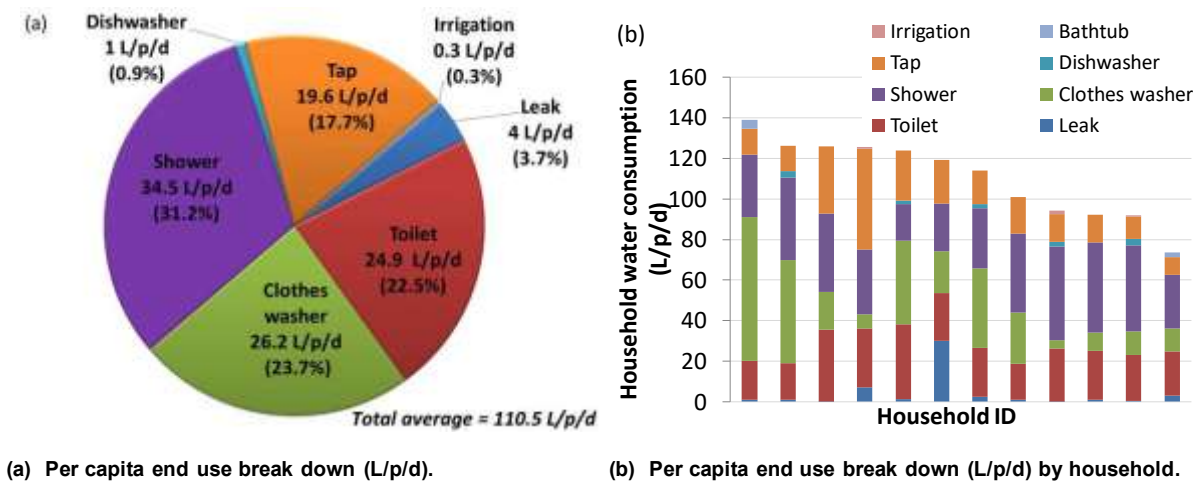 (a)
Dishwasher
1 L/p/d
(0.9%)
Tap
19.6 L/p/d
(17.7%)
Irrigation
0.3 L/p/d
(0.3%)
Leak
4 L/p/d
(3.7%)
Shower
34.5 L/p/d
(31.2%)
Toilet
24.9 L/p/d
(22.5%)
Clothes
washer
26.2 L/p/d
(23.7%)
Total average = 110.5 L/p/d
(a) Per capita end use break down (L/p/d).
(b)
Irrigation
Bathtub
Tap
Dishwasher
Shower
Clothes washer
Toilet
Leak
Household water consumption
(L/p/d)
160
140
120
100
80
60
40
20
0
Household ID
(b) Per capita end use break down (L/p/d) by household.